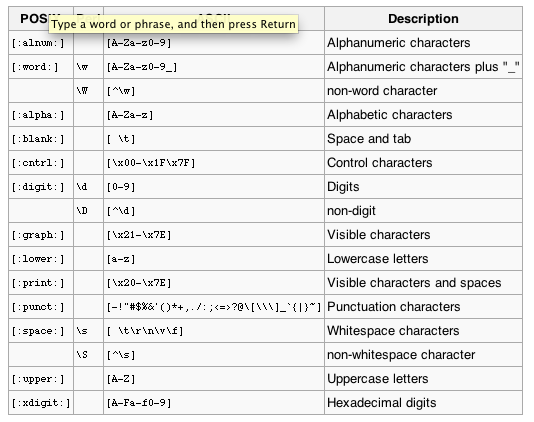 POSIX Description
Type a word or phrase, and then press Return
[:alnum:] [A-Za-z0-9] Alphanumeric characters
[:word:] \w [A-Za-z0-9_] Alphanumeric characters plus "_"
\W [^\w] non-word character
[:alpha:] [A-Za-z] Alphabetic characters
[:blank:] [ \t] Space and tab
[:cntrl:] [\x00-\x1F\x7F] Control characters
[:digit:] \d [0-9] Digits
\D [^\d] non-digit
[:graph:] [\x21-\x7E] Visible characters
[:lower:] [a-z] Lowercase letters
[:print:] [\x20-\x7E] Visible characters and spaces
[:punct:] [-!"#$%&'()*+,./:;<=>?@\[\\\]_`{|}~] Punctuation characters
[:space:] \s [ \t\r\n\v\f] Whitespace characters
\S [^\s] non-whitespace character
[:upper:] [A-Z] Uppercase letters
[:xdigit:] [A-Fa-f0-9] Hexadecimal digits